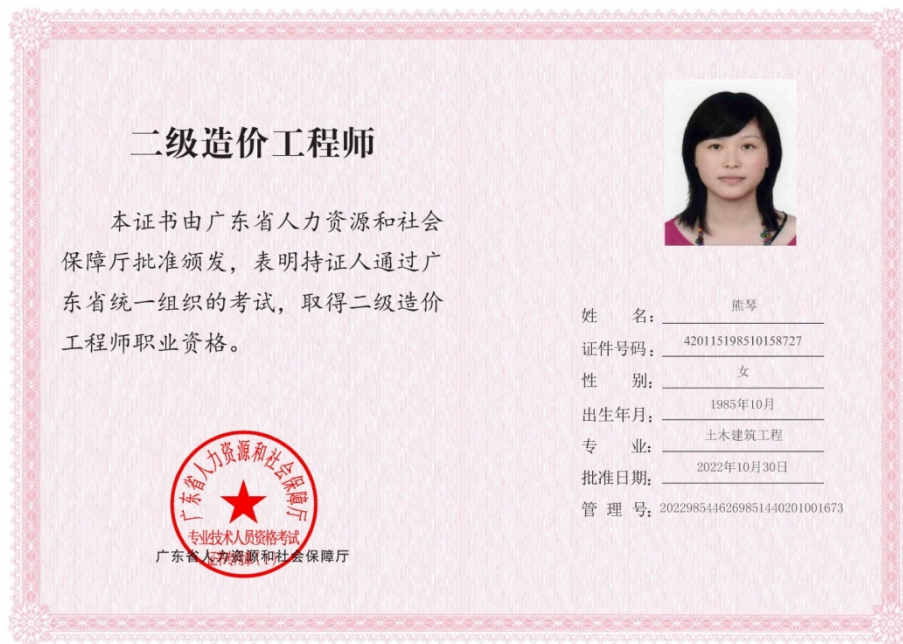 二级造价工程师
本证书由广东省人力资源和社会
保障厅批准颁发，表明持证人通过广
东省统一组织的考试，取得二级造价
工程师职业资格。
广东省人力资源和社会保障厅
专业技术人员资格考试
广东省人力资源和社会保障厅
姓 名：熊琴
证件号码：420115198510158727
性 别：女
出生年月：1985年10月
专 业：土木建筑工程
批准日期：2022年10月30日
管 理 号：20229854462698514402010016​73